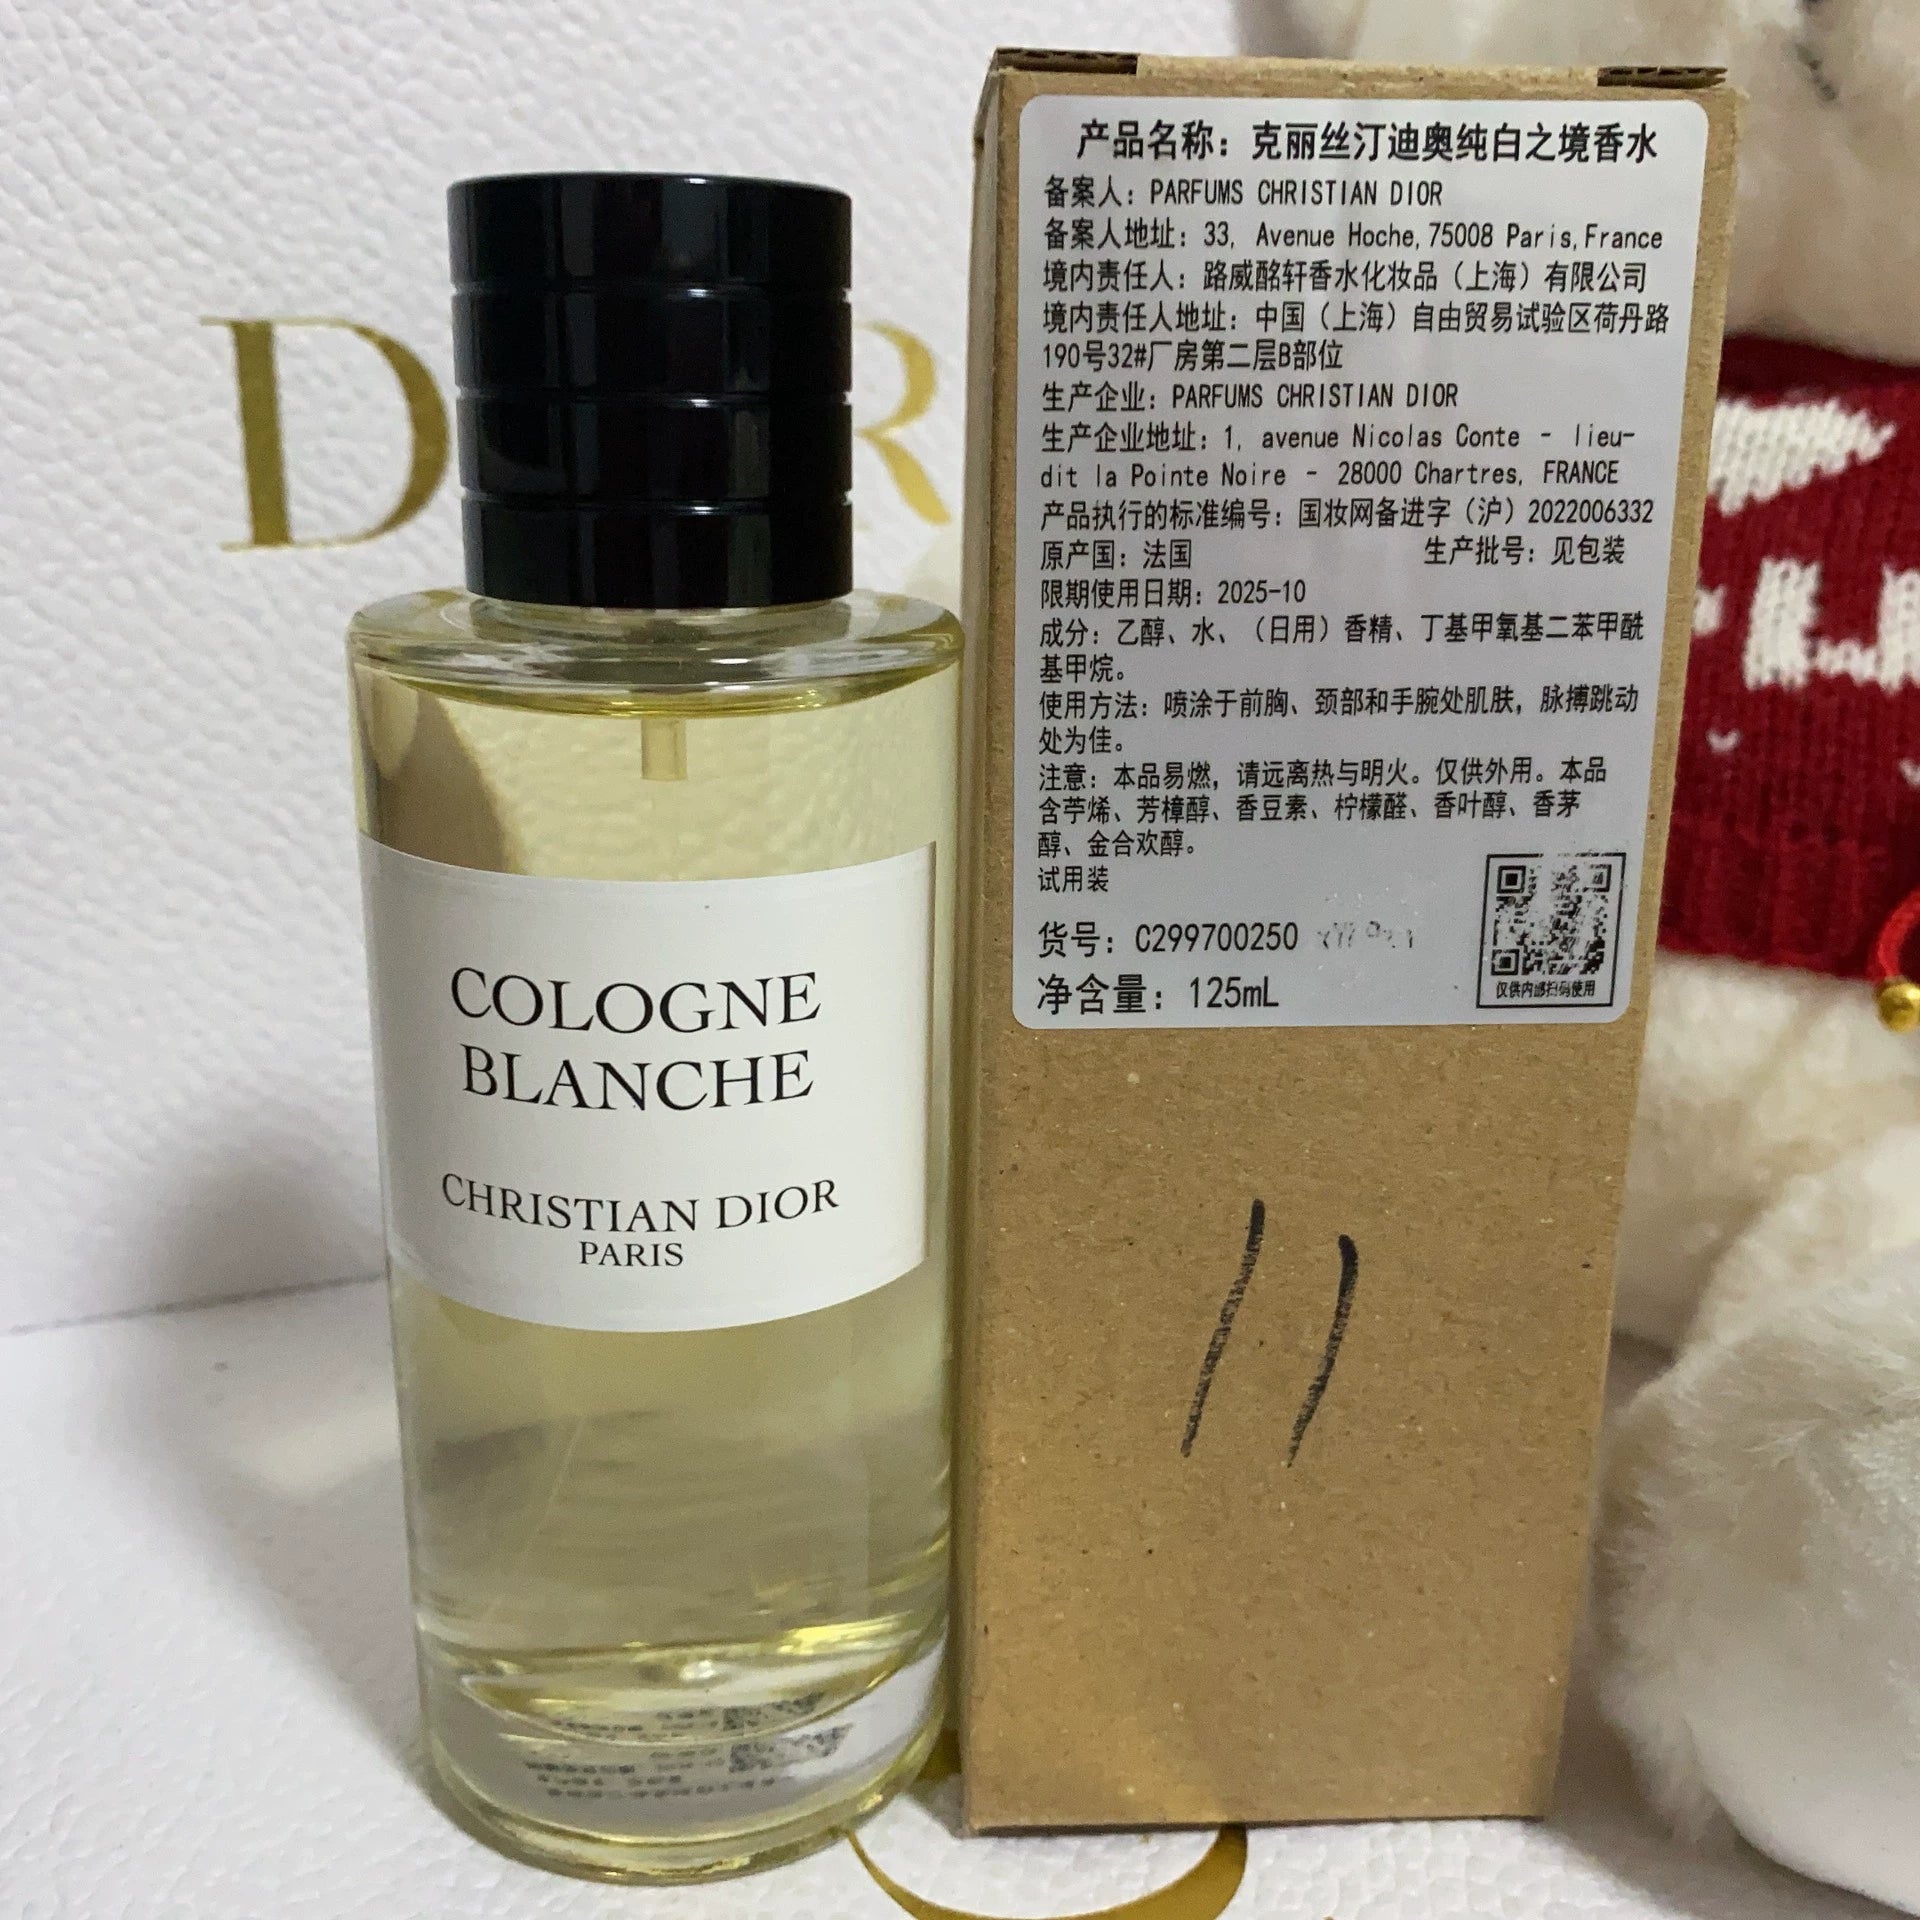 DIOR
COLOGNE
BLANCHE
CHRISTIAN DIOR
PARIS
产品名称：克丽丝汀迪奥纯白之境香水
备案人：PARFUMS CHRISTIAN DIOR
备案人地址：33, Avenue Hoche,75008 Paris,France
境内责任人：路威酩轩香水化妆品（上海）有限公司
境内责任人地址：中国（上海）自由贸易试验区荷丹路
190号32#厂房第二层B部位
生产企业：PARFUMS CHRISTIAN DIOR
生产企业地址：1, avenue Nicolas Conte - lieu-
dit la Pointe Noire - 28000 Chartres, FRANCE
产品执行的标准编号：国妆网备进字（沪）2022006332
原产国：法国 生产批号：见包装
限期使用日期：2025-10
成分：乙醇、水、（日用）香精、丁基甲氧基二苯甲酰
基甲烷。
使用方法：喷涂于前胸、颈部和手腕处肌肤，脉搏跳动
处为佳。
注意：本品易燃，请远离热与明火。仅供外用。本品
含苧烯、芳樟醇、香豆素、柠檬醛、香叶醇、香茅
醇、金合欢醇。
试用装
货号：C299700250
净含量：125mL
仅供内部扫码使用
11